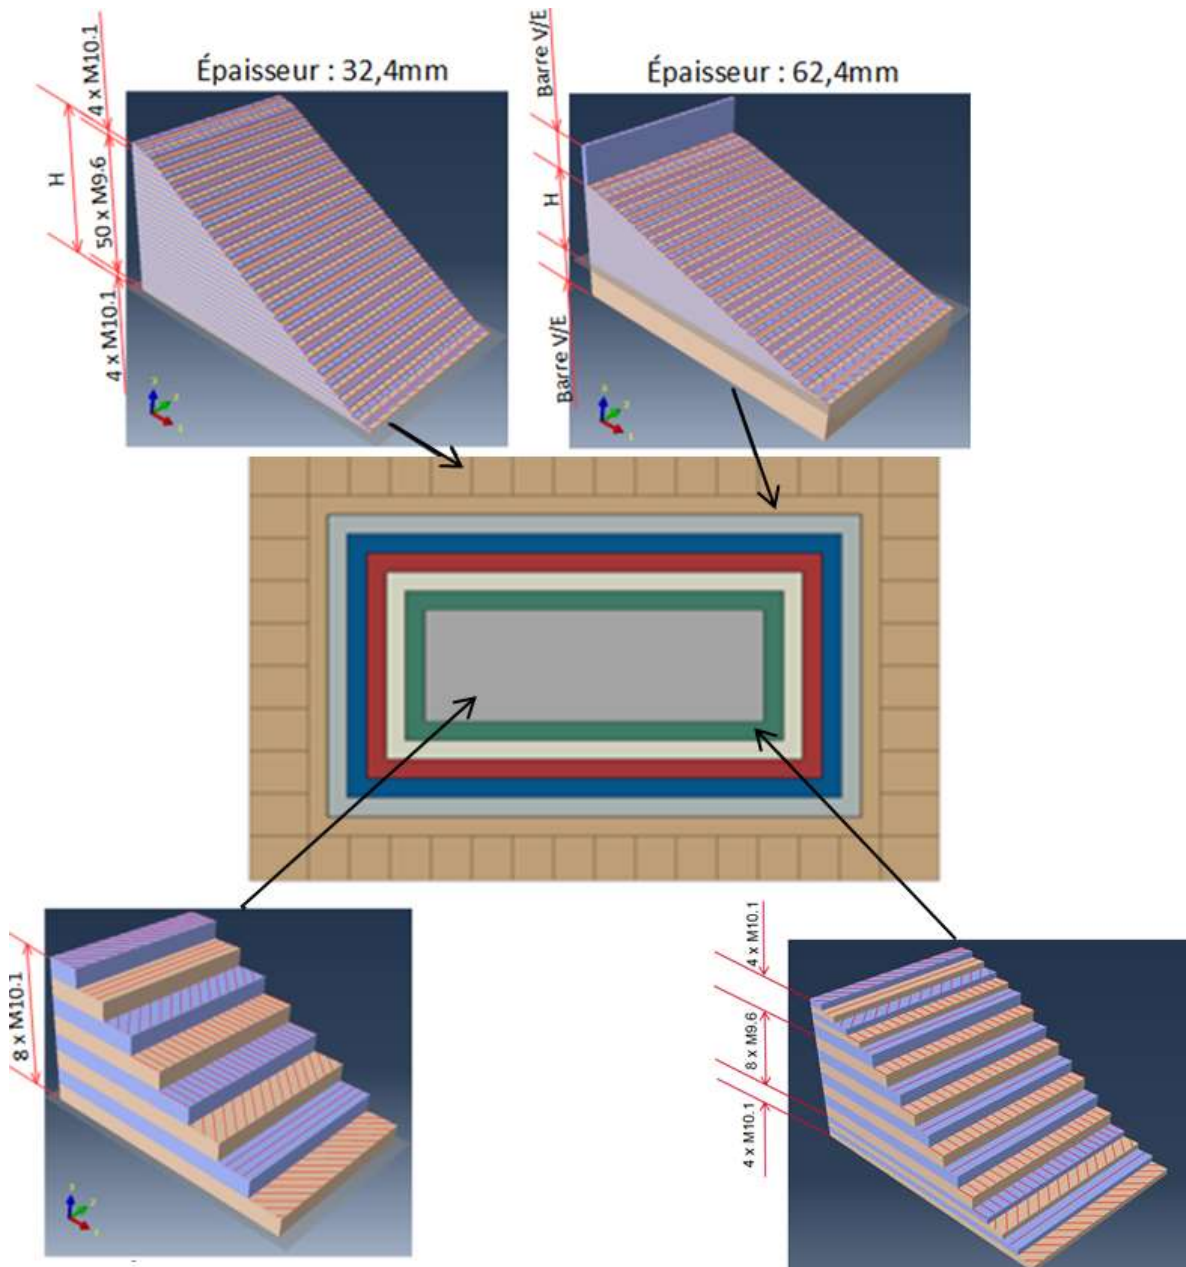 Épaisseur : 32,4mm
4 x M10.1
H
50 x M9.6
4 x M10.1
Épaisseur : 62,4mm
Barre V/E
H
Barre V/E
8 x M10.1
4 x M10.1
8 x M9.6
4 x M10.1